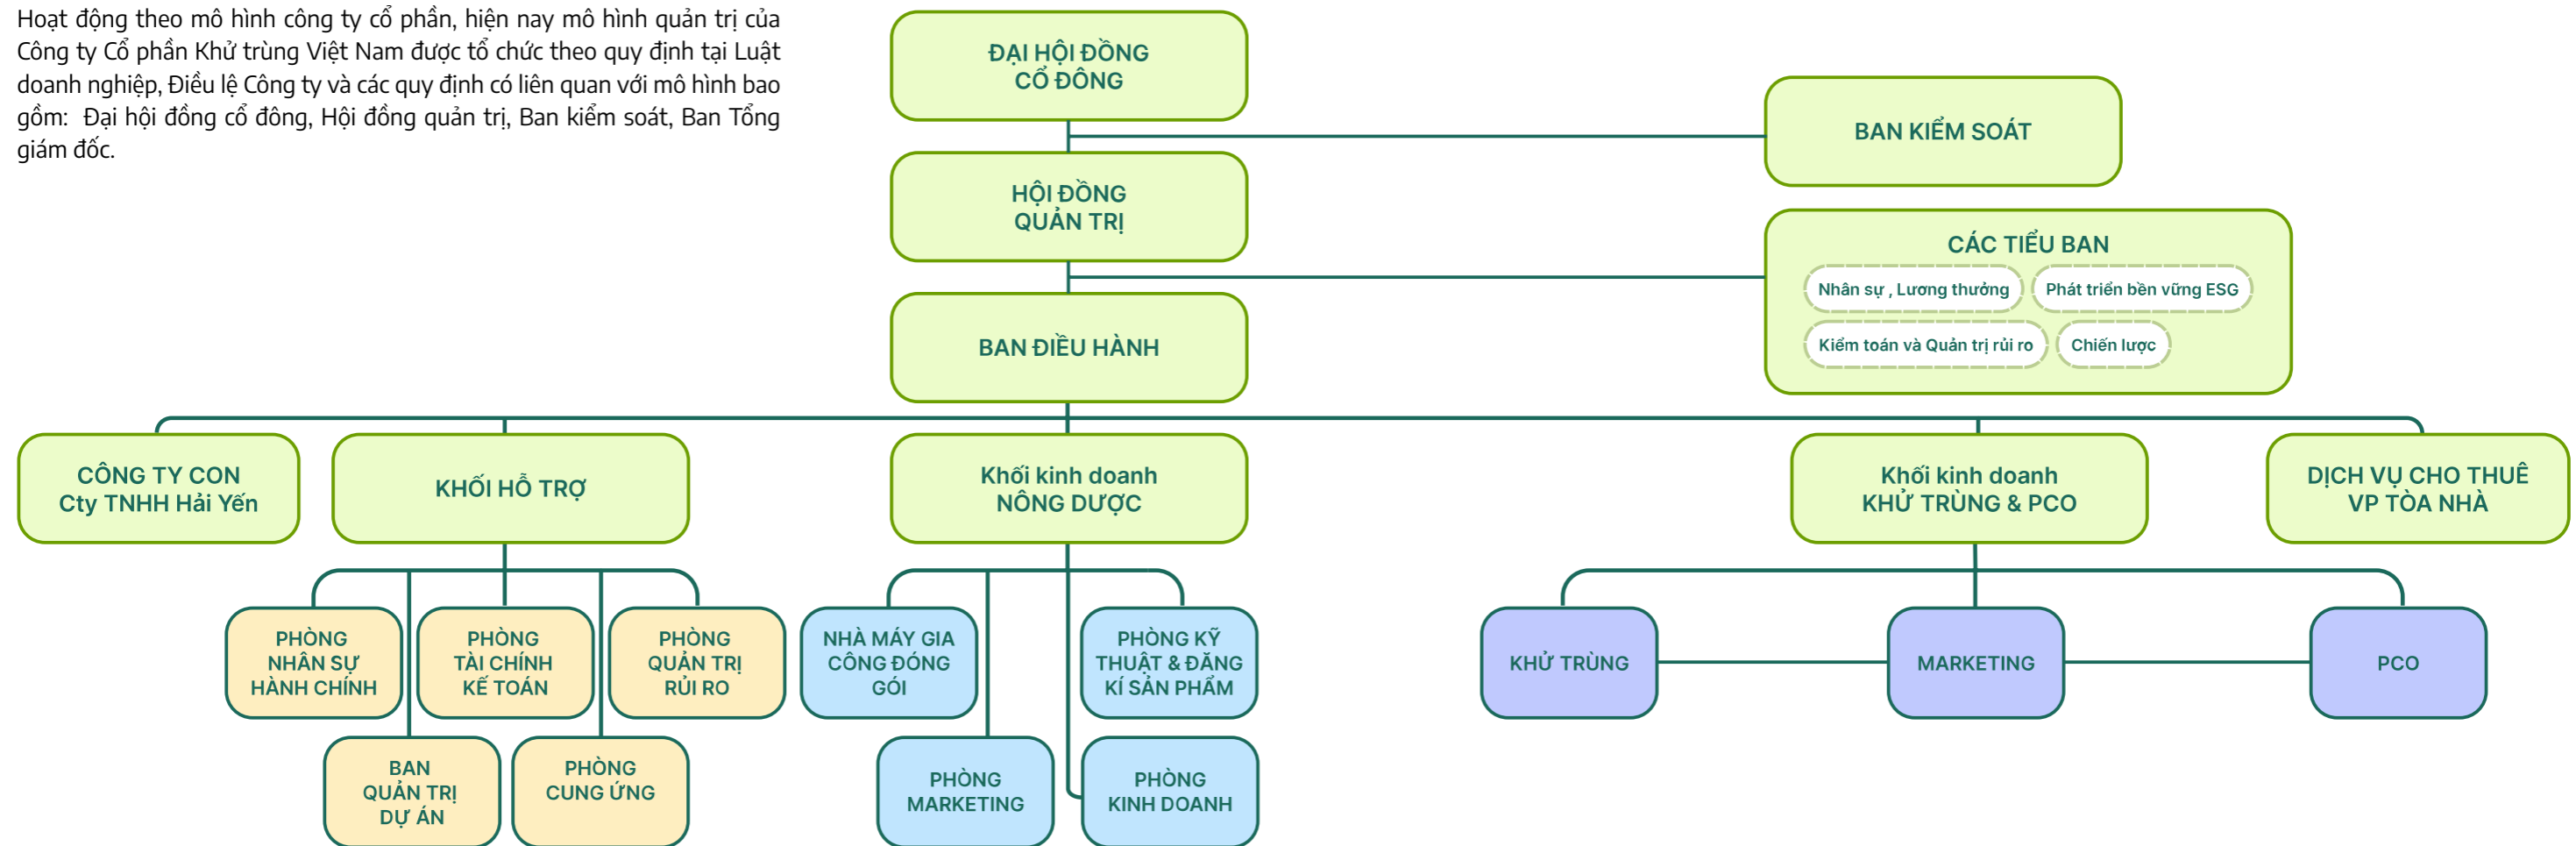 Hoạt động theo mô hình công ty cổ phần, hiện nay mô hình quản trị của
Công ty Cổ phần Khử trùng Việt Nam được tổ chức theo quy định tại Luật
doanh nghiệp, Điều lệ Công ty và các quy định có liên quan với mô hình bao
gồm: Đại hội đồng cổ đông, Hội đồng quản trị, Ban kiểm soát, Ban Tổng
giám đốc.
ĐẠI HỘI ĐỒNG
CỔ ĐÔNG
BAN KIỂM SOÁT
HỘI ĐỒNG
QUẢN TRỊ
CÁC TIỂU BAN
Nhân sự , Lương thưởng
Phát triển bền vững ESG
Kiểm toán và Quản trị rủi ro
Chiến lược
BAN ĐIỀU HÀNH
CÔNG TY CON
Cty TNHH Hải Yến
KHỐI HỖ TRỢ
Khối kinh doanh
NÔNG DƯỢC
Khối kinh doanh
KHỬ TRÙNG & PCO
DỊCH VỤ CHO THUÊ
VP TÒA NHÀ
PHÒNG
NHÂN SỰ
HÀNH CHÍNH
PHÒNG
TÀI CHÍNH
KẾ TOÁN
PHÒNG
QUẢN TRỊ
RỦI RO
BAN
QUẢN TRỊ
DỰ ÁN
PHÒNG
CUNG ỨNG
NHÀ MÁY GIA
CÔNG ĐÓNG
GÓI
PHÒNG KỸ
THUẬT & ĐĂNG
KÍ SẢN PHẨM
PHÒNG
MARKETING
PHÒNG
KINH DOANH
KHỬ TRÙNG
MARKETING
PCO